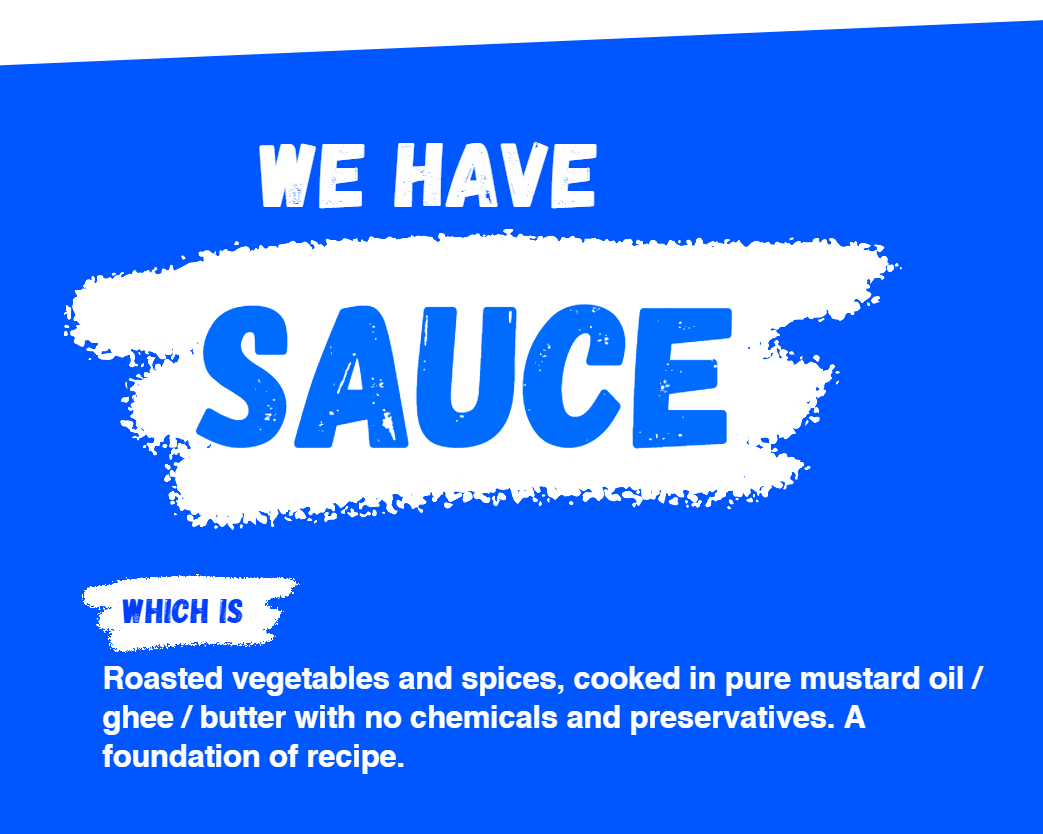 WE HAVE
SAUCE
WHICH IS
Roasted vegetables and spices, cooked in pure mustard oil /
ghee / butter with no chemicals and preservatives. A
foundation of recipe.